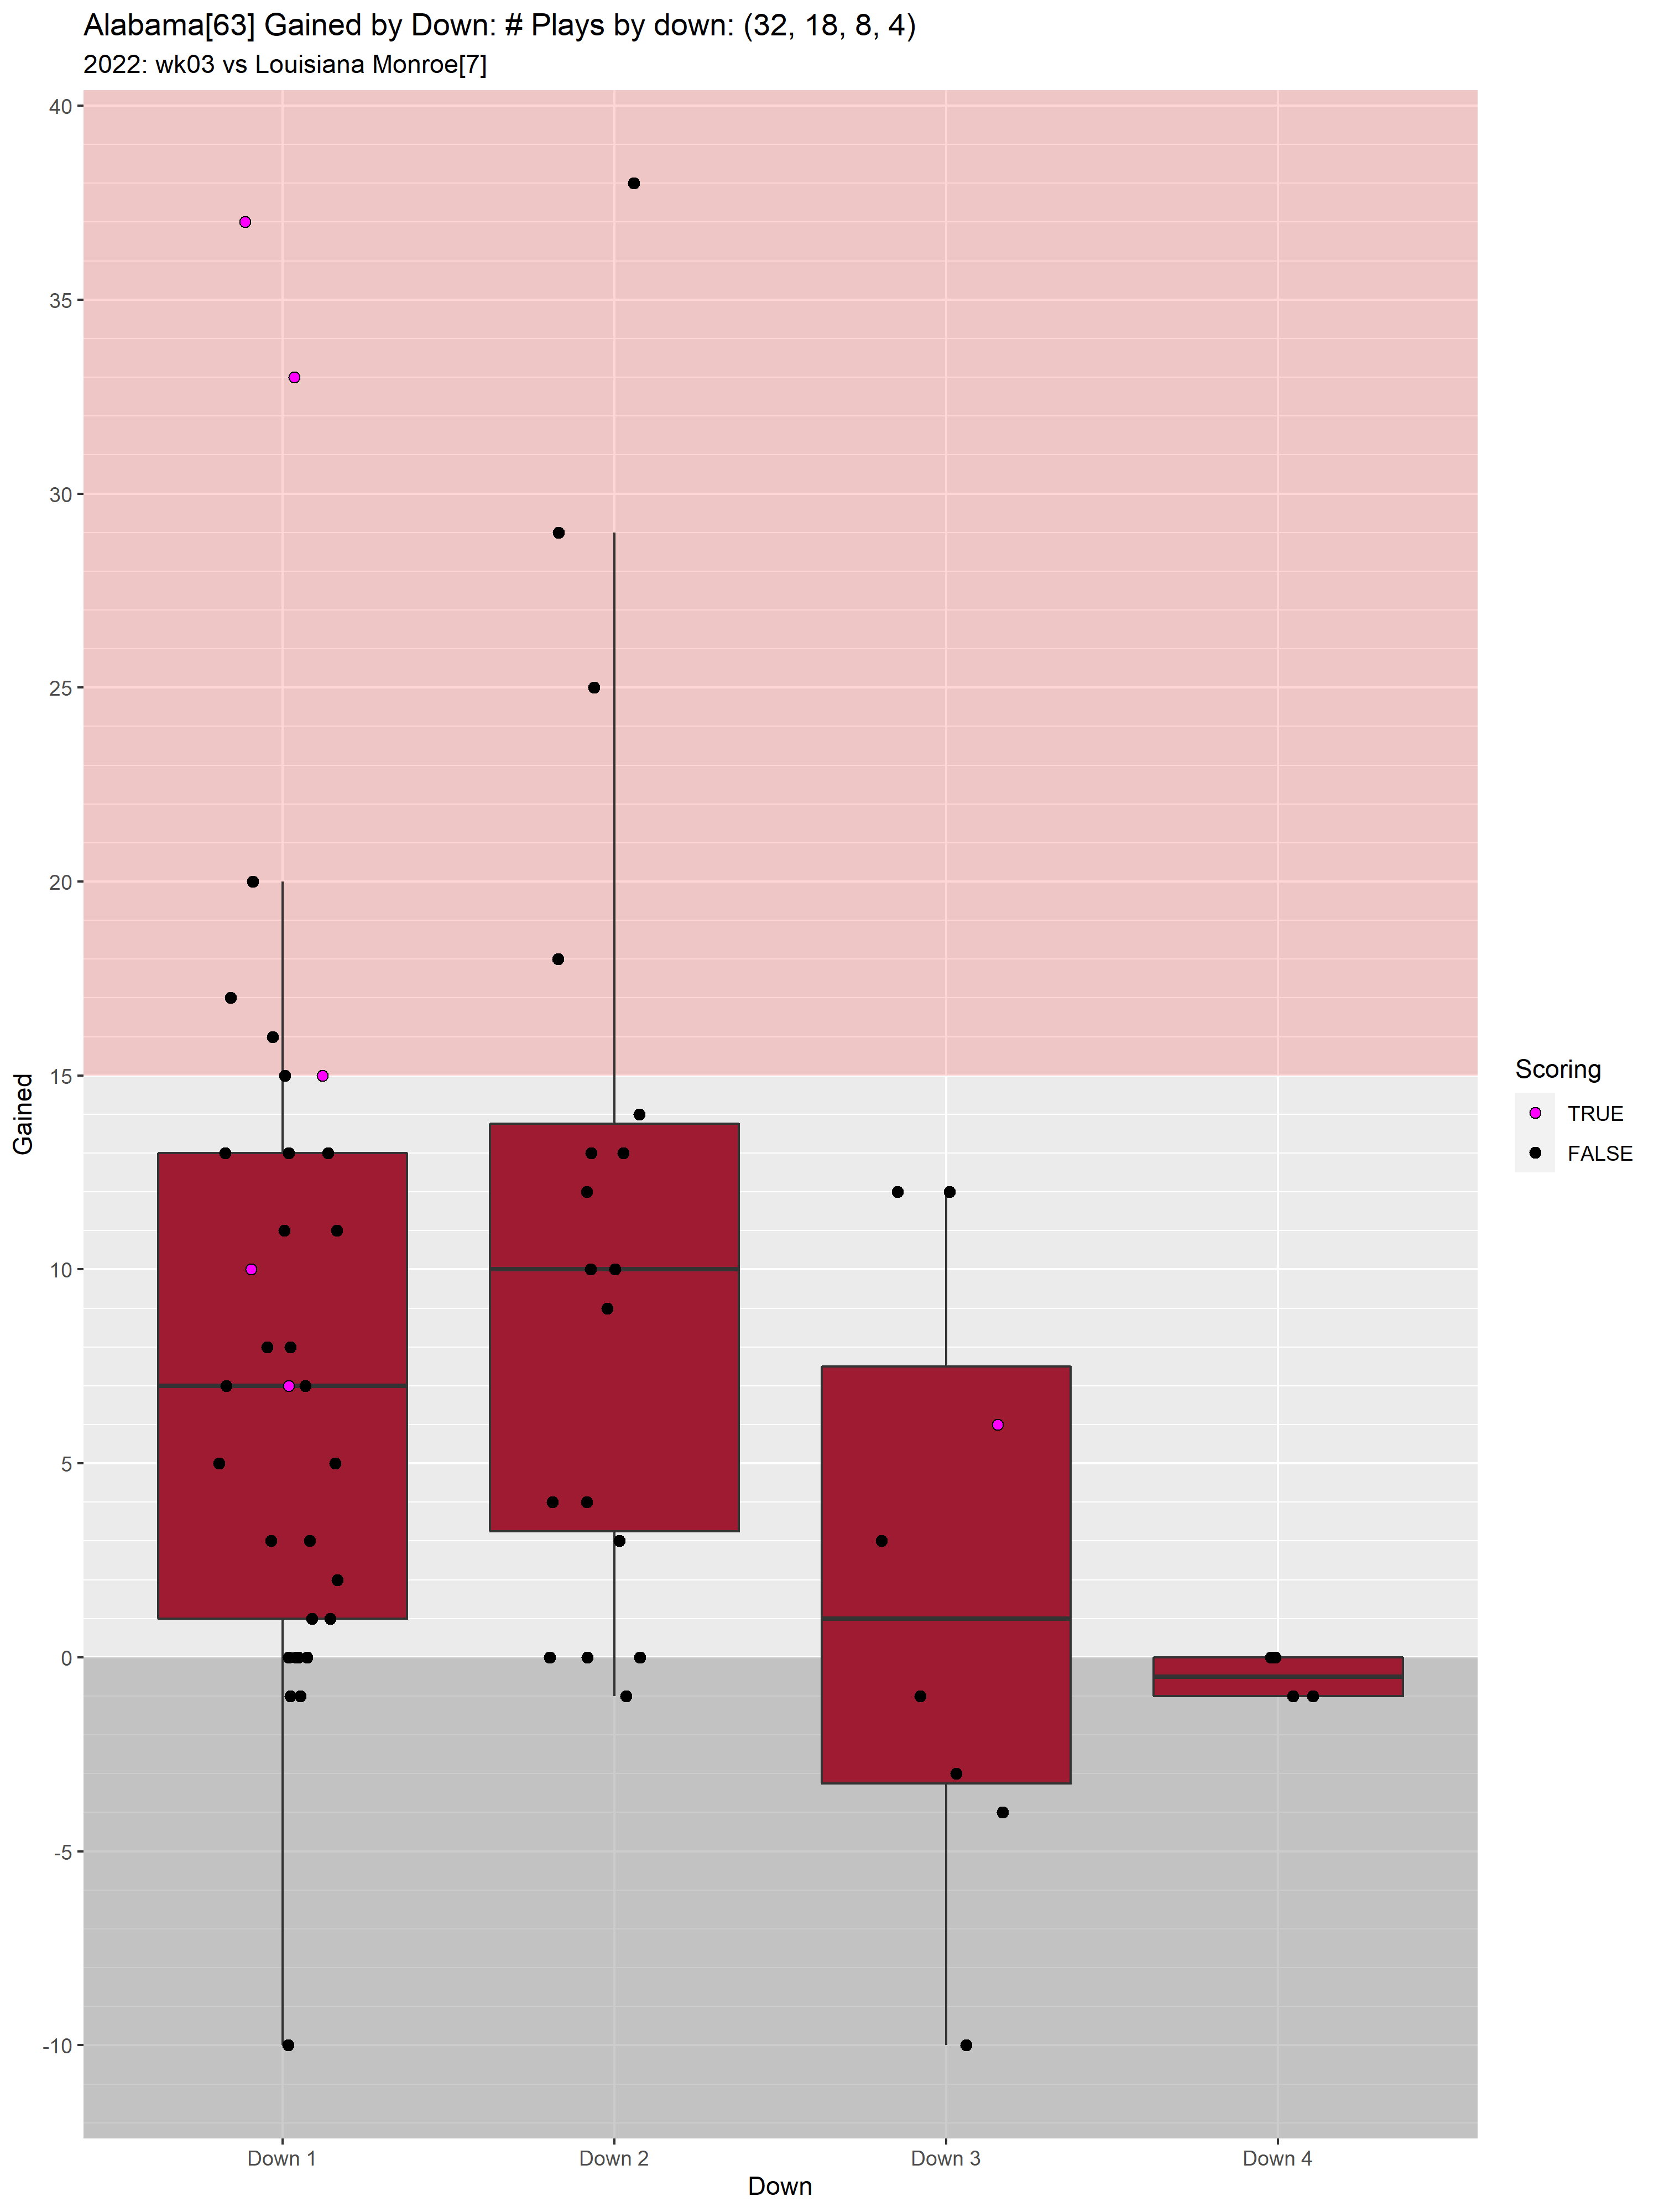 Alabama[63] Gained by Down: # Plays by down: (32, 18, 8, 4)
2022: wk03 vs Louisiana Monroe[7]
40
35
30
25
20
15
10
5
0
-5
-10
Gained
Down 1
Down 2
Down 3
Down 4
Down
Scoring
TRUE
FALSE